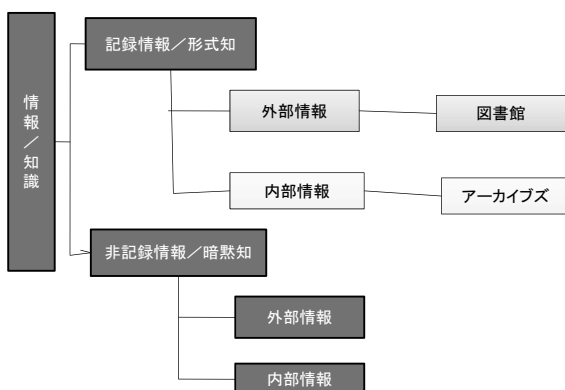 情報／知識
記録情報／形式知
外部情報
図書館
内部情報
アーカイブズ
非記録情報／暗黙知
外部情報
内部情報